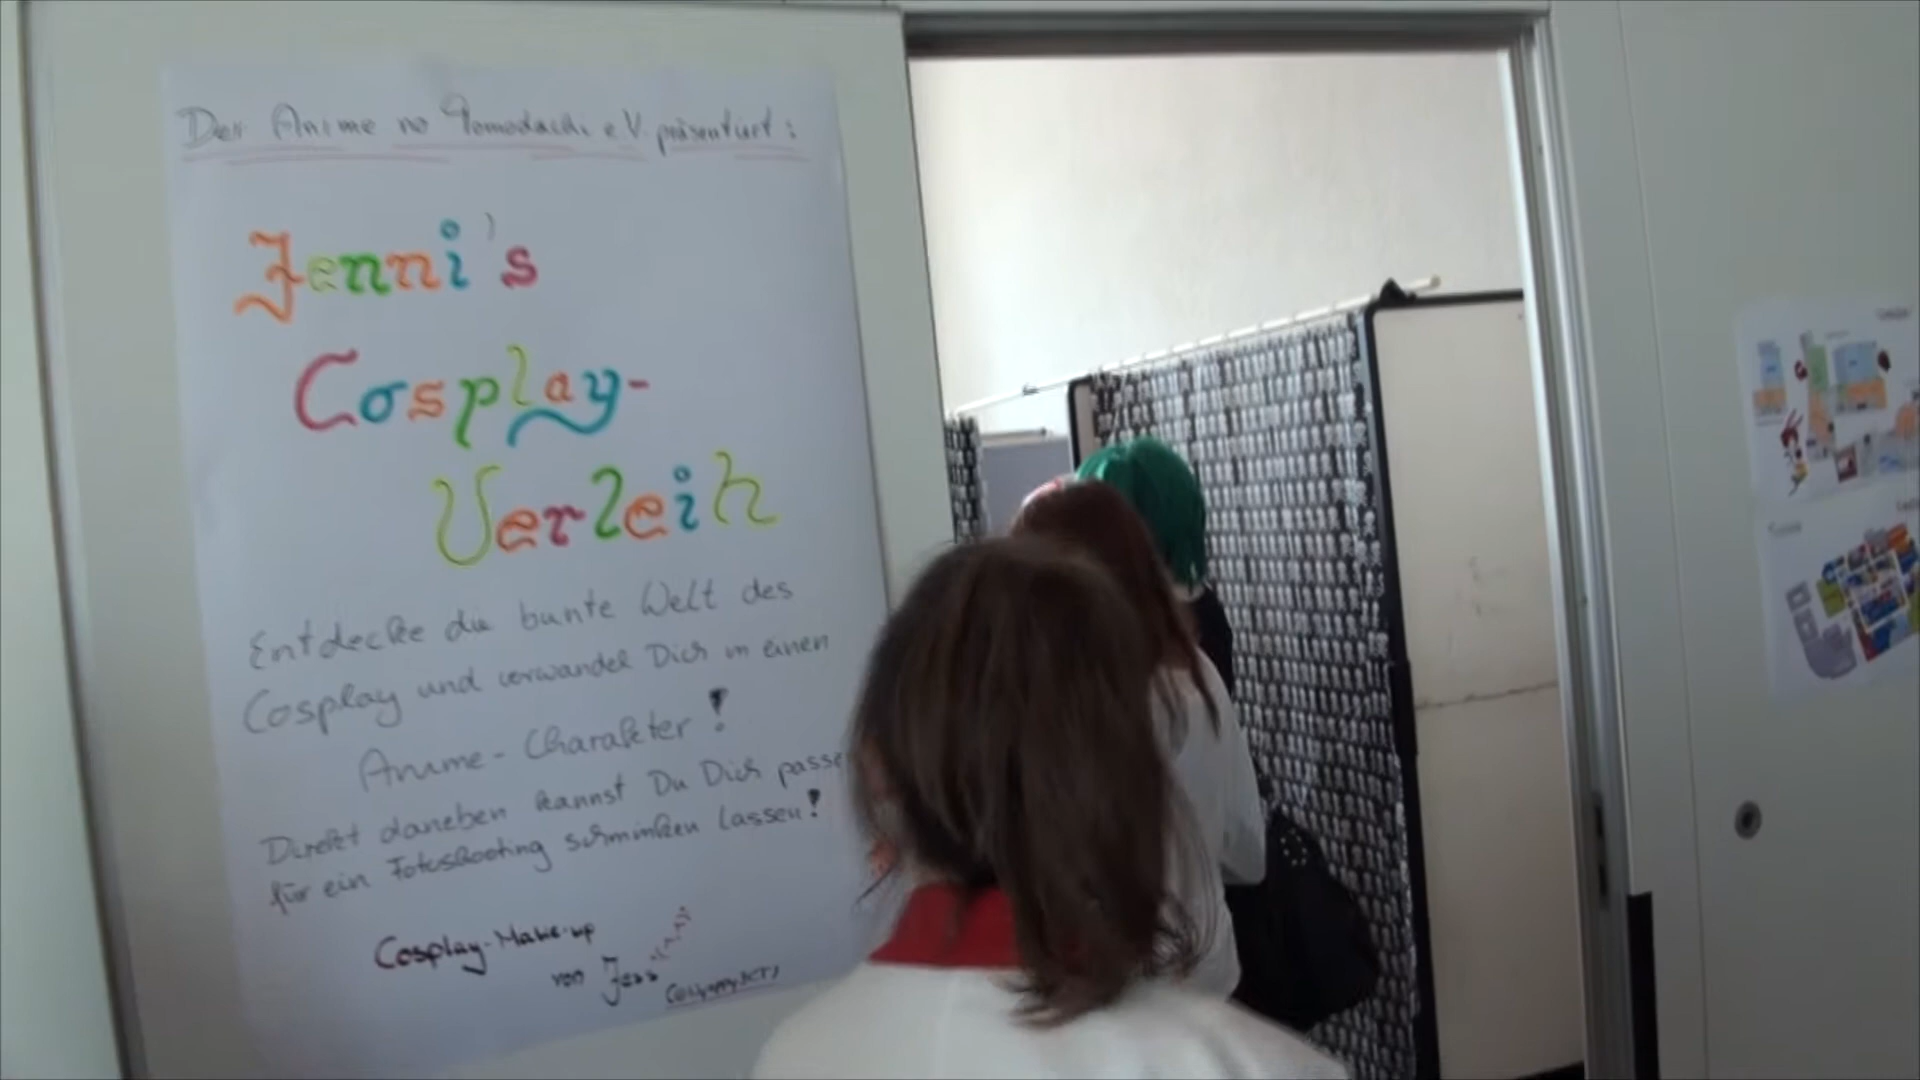 Der Anime no Tomodachi e.V. präsentiert:
Jenni's
Cosplay-
Verleih
Entdecke die bunte Welt des
Cosplay und verwandel Dich in einen
Anime-Charakter!
Direkt daneben kannst Du Dich passe
für ein Fotoshooting schminken lassen!
Cosplay-Make-up
von Jess